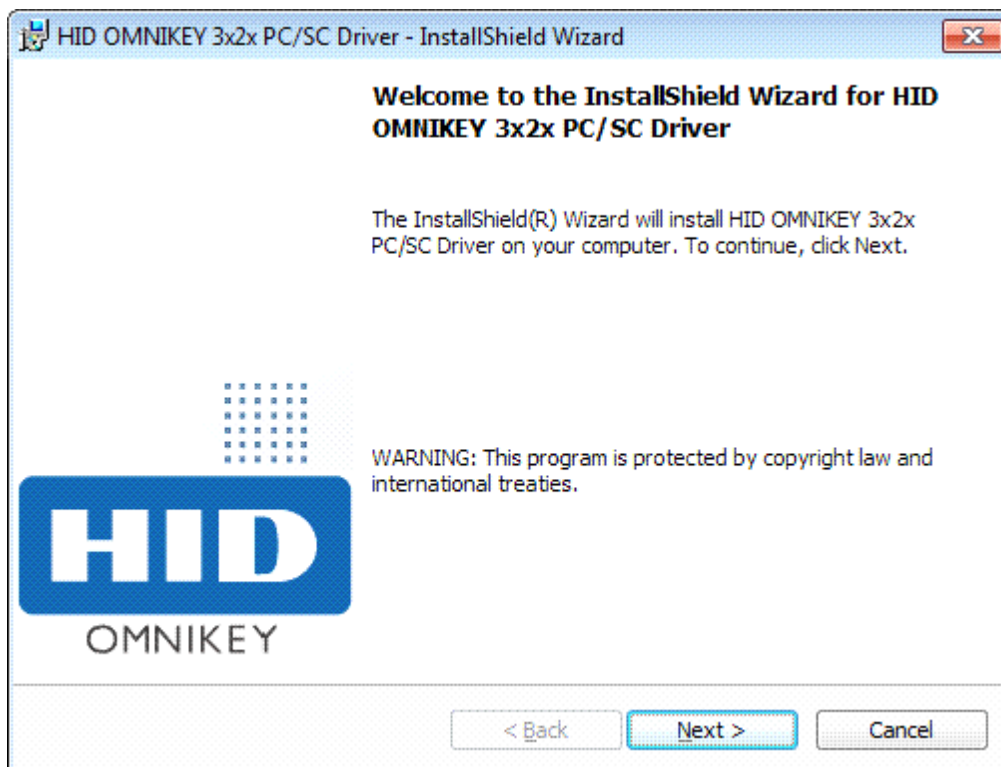 HID OMNIKEY 3x2x PC/SC Driver - InstallShield Wizard
Welcome to the InstallShield Wizard for HID
OMNIKEY 3x2x PC/SC Driver
The InstallShield(R) Wizard will install HID OMNIKEY 3x2x
PC/SC Driver on your computer. To continue, click Next.
WARNING: This program is protected by copyright law and
international treaties.
HID
OMNIKEY
< Back Next > Cancel